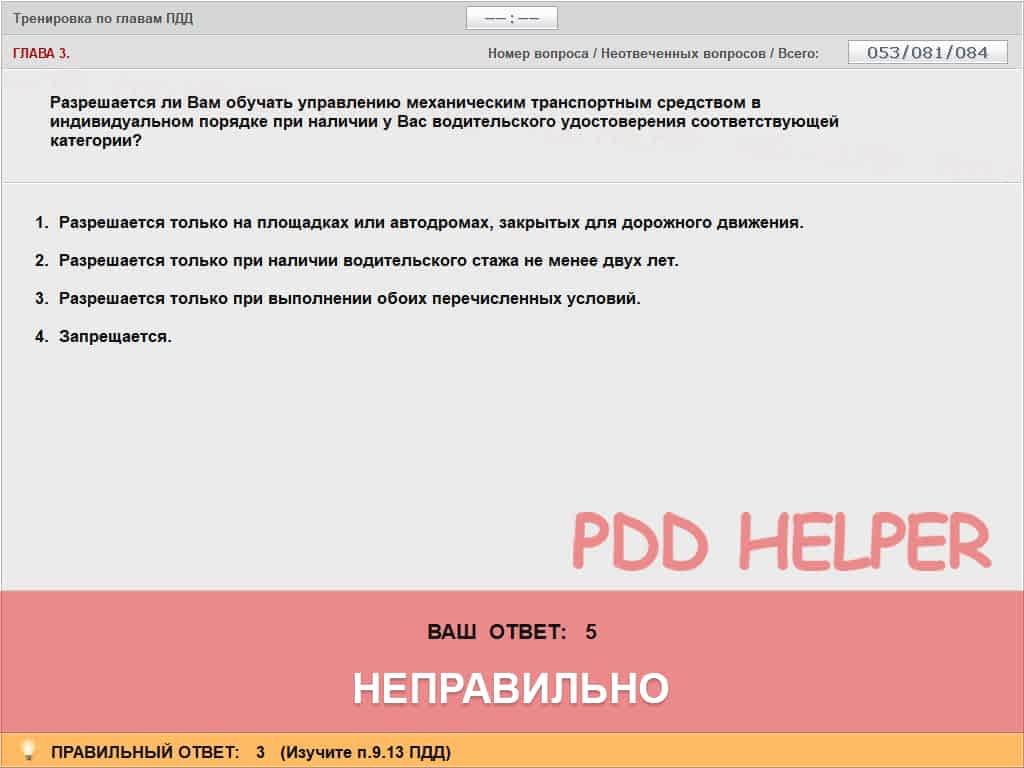 Тренировка по главам ПДД
—— : ——
ГЛАВА 3.
Номер вопроса / Неотвеченных вопросов / Всего:
053/081/084
Разрешается ли Вам обучать управлению механическим транспортным средством в
индивидуальном порядке при наличии у Вас водительского удостоверения соответствующей
категории?
1. Разрешается только на площадках или автодромах, закрытых для дорожного движения.
2. Разрешается только при наличии водительского стажа не менее двух лет.
3. Разрешается только при выполнении обоих перечисленных условий.
4. Запрещается.
PDD HELPER
ВАШ ОТВЕТ: 5
НЕПРАВИЛЬНО
ПРАВИЛЬНЫЙ ОТВЕТ: 3 (Изучите п.9.13 ПДД)